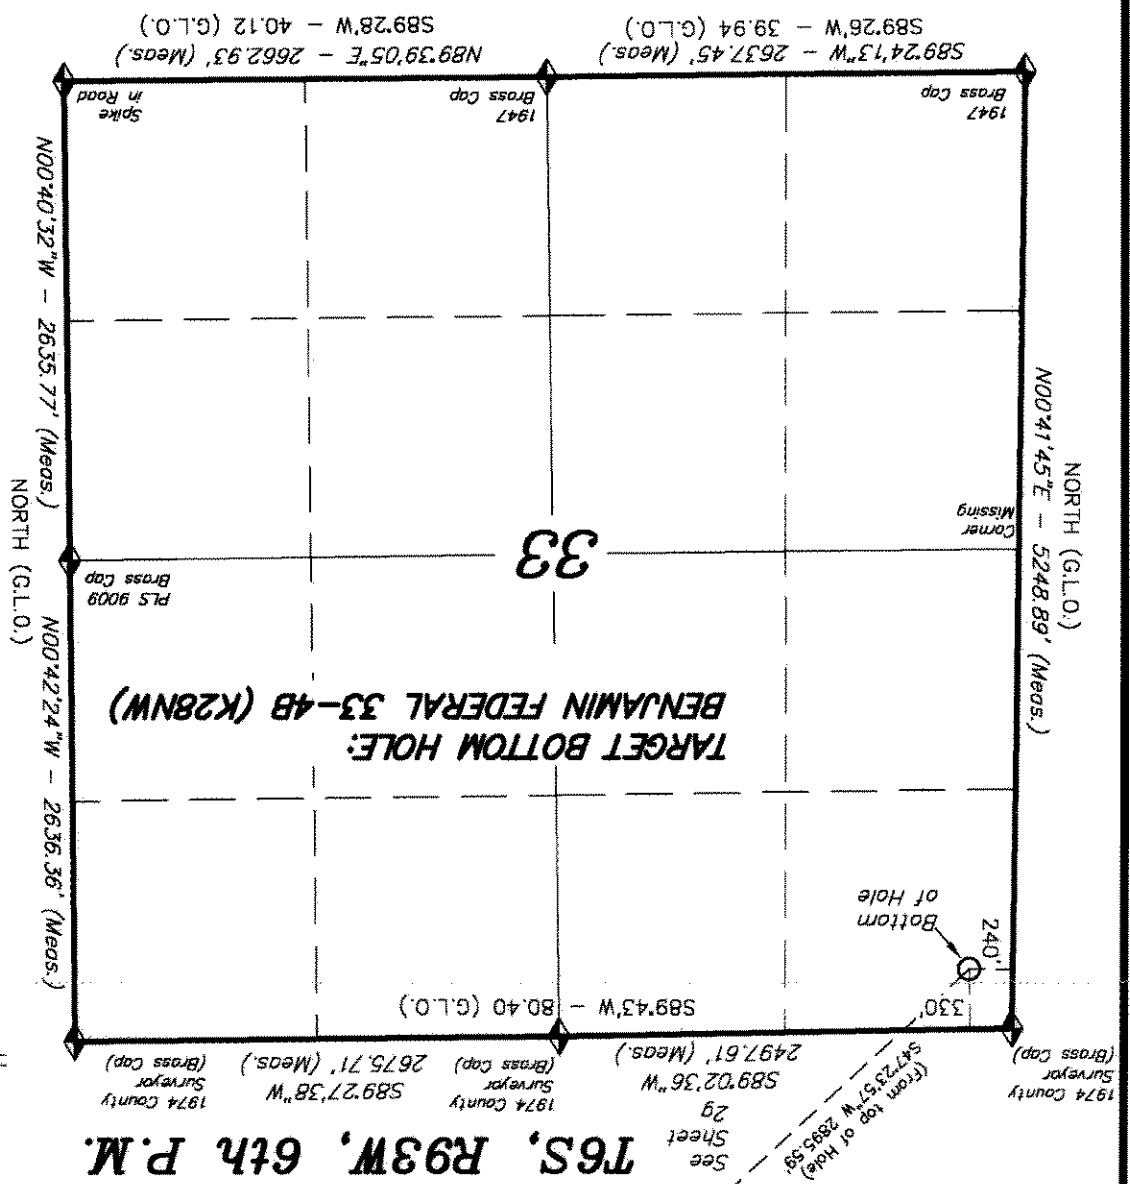 T6S, R93W, 6th P.M.
See
Sheet
2g
(From top of Hole)
S47°23'57"W 2895.59'
1974 County
Surveyor
(Brass Cap)
S89°02'36"W
2497.61' (Meas.)
1974 County
Surveyor
(Brass Cap)
S89°27'38"W
2675.71' (Meas.)
1974 County
Surveyor
(Brass Cap)
330'
S89°43'W - 80.40 (G.L.O.)
240'
Bottom
of Hole
TARGET BOTTOM HOLE:
BENJAMIN FEDERAL 33-4B (K28NW)
N00°42'24"W - 2636.36' (Meas.)
NORTH (G.L.O.)
PLS 9009
Brass Cap
33
Corner
Missing
N00°41'45"E - 5248.89' (Meas.)
NORTH (G.L.O.)
N00°40'32"W - 2635.77' (Meas.)
1947
Brass Cap
1947
Brass Cap
Spike
in Road
S89°24'13"W - 2637.45' (Meas.)
S89°26'W - 39.94 (G.L.O.)
N89°39'05"E - 2662.93' (Meas.)
S89°28'W - 40.12 (G.L.O.)